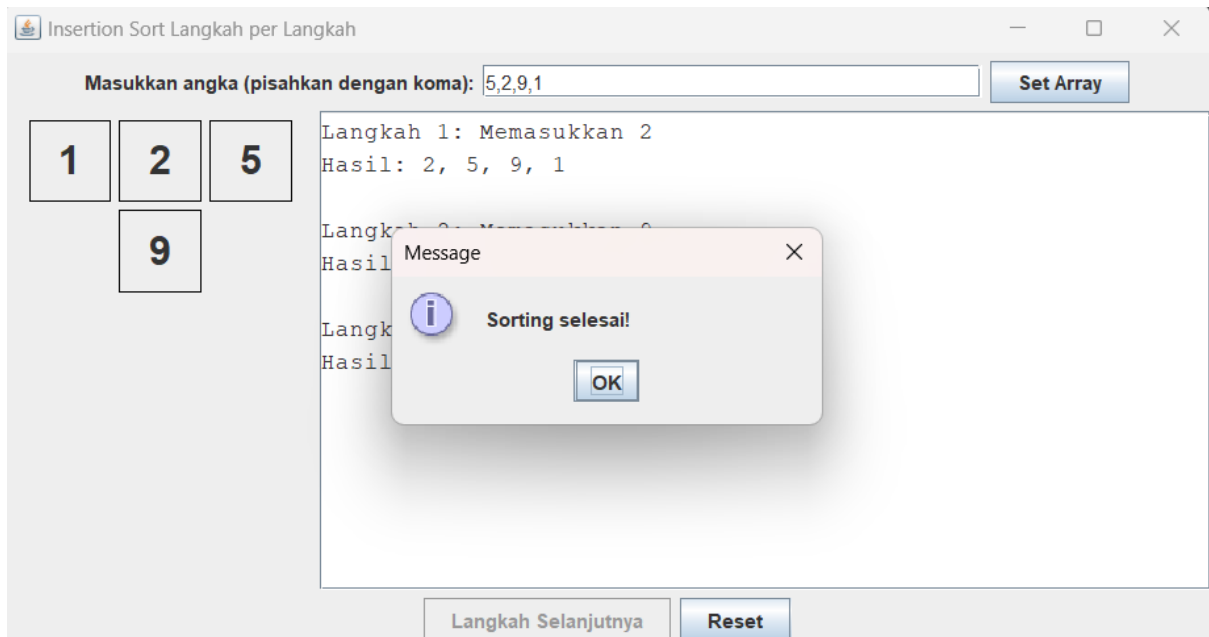 Insertion Sort Langkah per Langkah
Masukkan angka (pisahkan dengan koma): 5,2,9,1 Set Array
1 2 5
9
Langkah 1: Memasukkan 2
Hasil: 2, 5, 9, 1
Message
Sorting selesai!
OK
Langkah Selanjutnya Reset